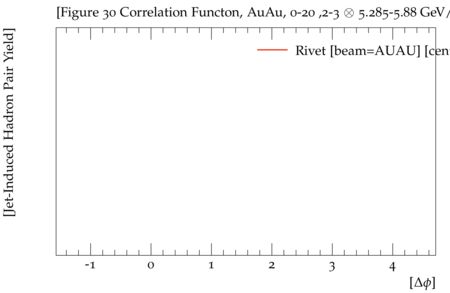 [Figure 30 Correlation Functon, AuAu, 0-20 ,2-3 ⊗ 5.285-5.88 GeV/
Rivet [beam=AUAU] [cen
[Jet-Induced Hadron Pair Yield]
-1 0 1 2 3 4
[Δϕ]